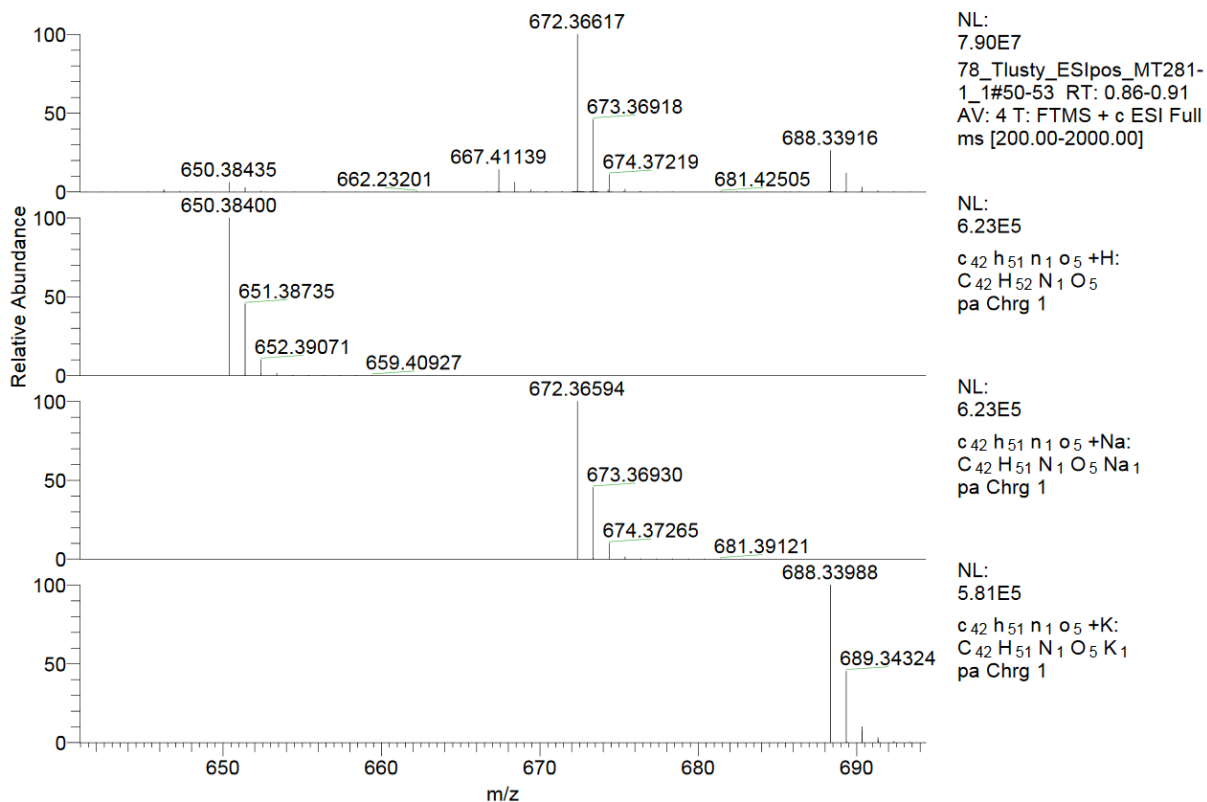 672.36617
100
673.36918
50
650.38435
667.41139
662.23201
674.37219
688.33916
681.42505
0
NL:
7.90E7
78_Tlusty_ESIpos_MT281-
1_1#50-53 RT: 0.86-0.91
AV: 4 T: FTMS + c ESI Full
ms [200.00-2000.00]
650.38400
100
651.38735
50
652.39071
659.40927
0
NL:
6.23E5
c 42 h 51 n 1 o 5 +H:
C 42 H 52 N 1 O 5
pa Chrg 1
Relative Abundance
672.36594
100
673.36930
50
674.37265
681.39121
0
NL:
6.23E5
c 42 h 51 n 1 o 5 +Na:
C 42 H 51 N 1 O 5 Na 1
pa Chrg 1
688.33988
100
689.34324
50
0
NL:
5.81E5
c 42 h 51 n 1 o 5 +K:
C 42 H 51 N 1 O 5 K 1
pa Chrg 1
650 660 670 680 690
m/z